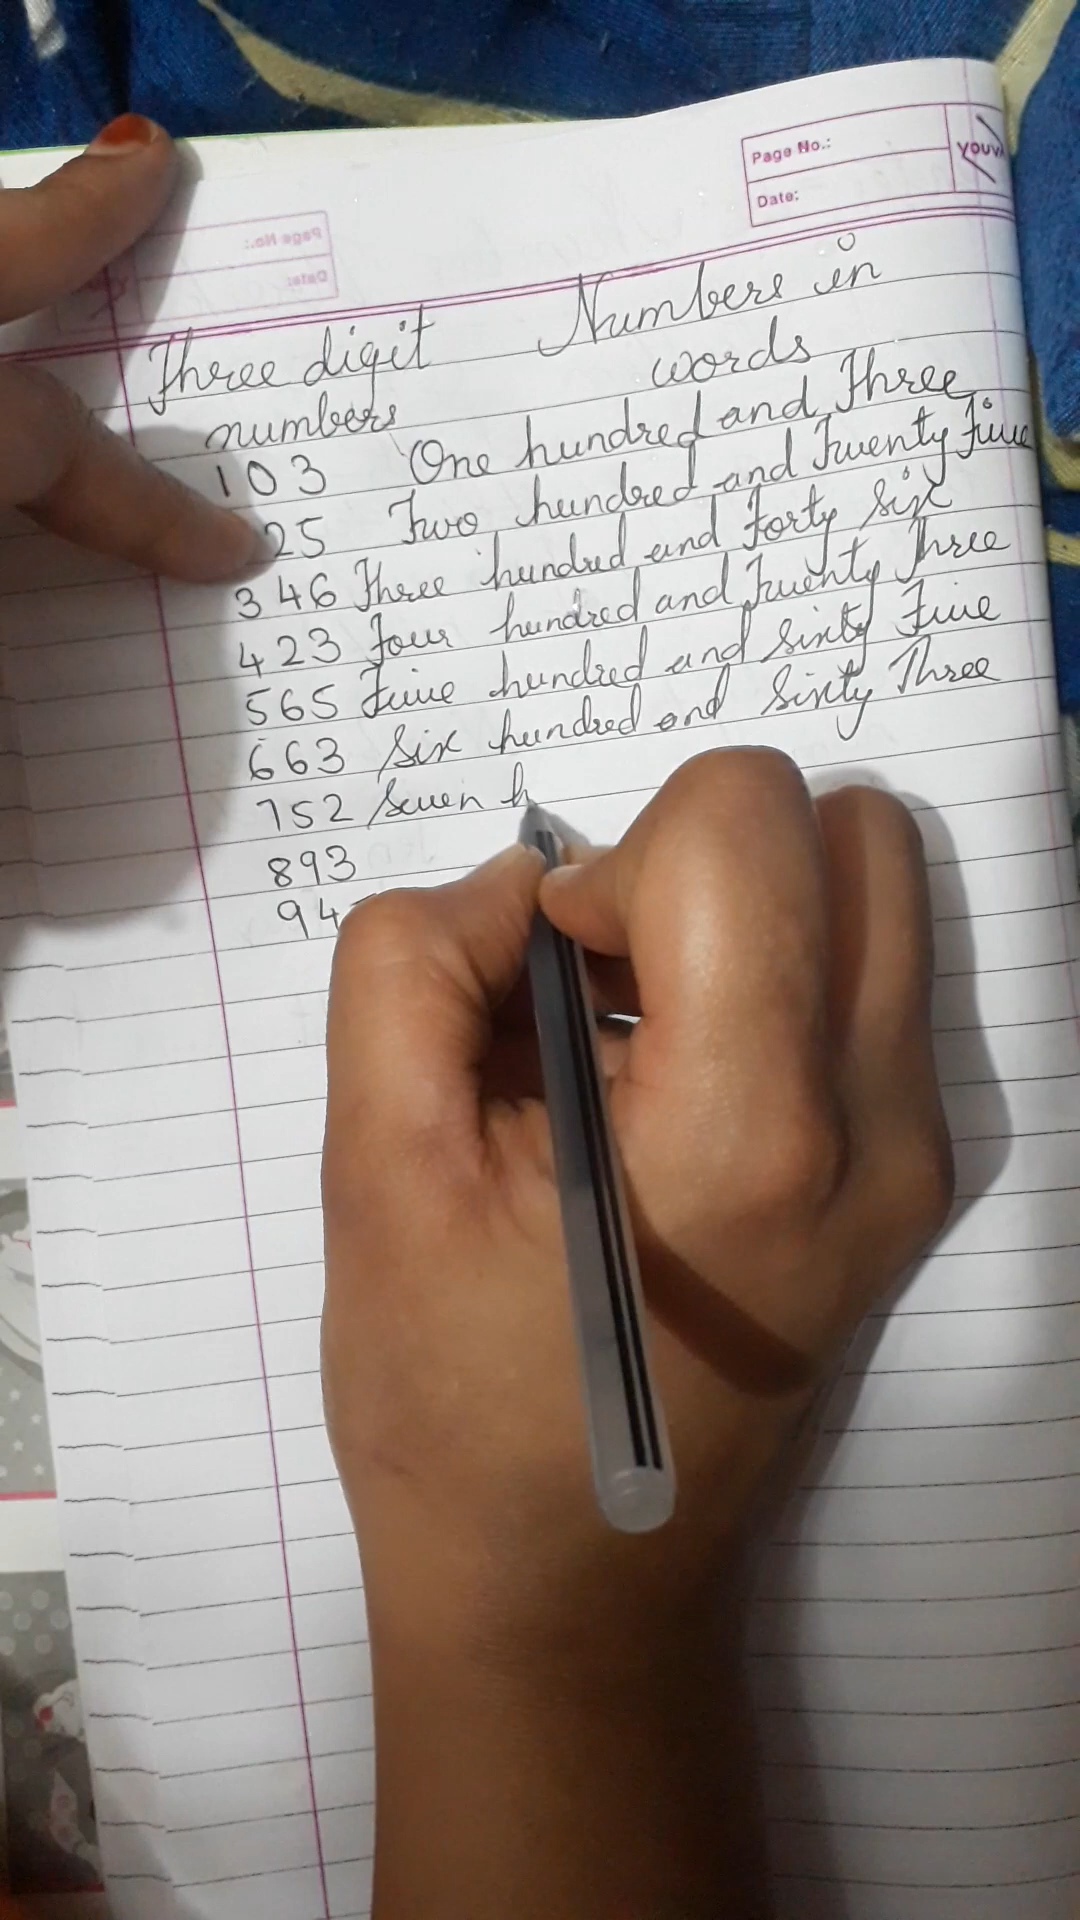 Page No.:
Date:
youva
Three digit Numbers in
numbers words
103 One hundred and Three
25 Two hundred and Twenty Five
346 Three hundred and forty six
423 four hundred and Twenty Three
565 Five hundred and sixty Five
663 Six hundred and Sixty Three
752 Seven h
893
94